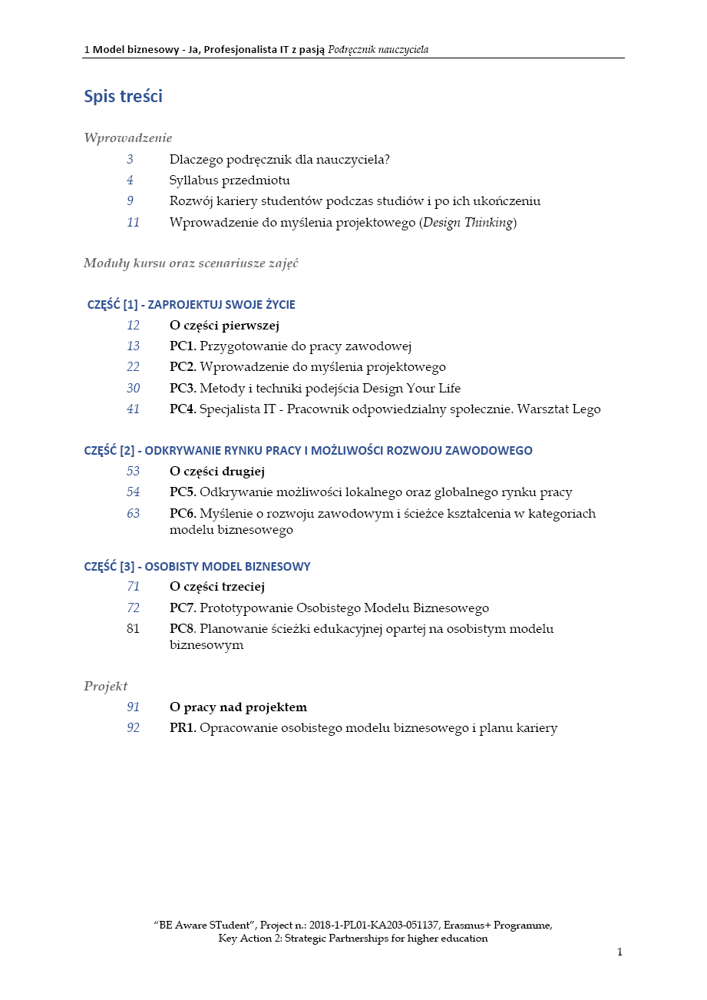 1 Model biznesowy - Ja, Profesjonalista IT z pasją Podręcznik nauczyciela
Spis treści
Wprowadzenie
3 Dlaczego podręcznik dla nauczyciela?
4 Syllabus przedmiotu
9 Rozwój kariery studentów podczas studiów i po ich ukończeniu
11 Wprowadzenie do myślenia projektowego (Design Thinking)
Moduły kursu oraz scenariusze zajęć
CZĘŚĆ [1] - ZAPROJEKTUJ SWOJE ŻYCIE
12 O części pierwszej
13 PC1. Przygotowanie do pracy zawodowej
22 PC2. Wprowadzenie do myślenia projektowego
30 PC3. Metody i techniki podejścia Design Your Life
41 PC4. Specjalista IT - Pracownik odpowiedzialny społecznie. Warsztat Lego
CZĘŚĆ [2] - ODKRYWANIE RYNKU PRACY I MOŻLIWOŚCI ROZWOJU ZAWODOWEGO
53 O części drugiej
54 PC5. Odkrywanie możliwości lokalnego oraz globalnego rynku pracy
63 PC6. Myślenie o rozwoju zawodowym i ścieżce kształcenia w kategoriach
modelu biznesowego
CZĘŚĆ [3] - OSOBISTY MODEL BIZNESOWY
71 O części trzeciej
72 PC7. Prototypowanie Osobistego Modelu Biznesowego
81 PC8. Planowanie ścieżki edukacyjnej opartej na osobistym modelu
biznesowym
Projekt
91 O pracy nad projektem
92 PR1. Opracowanie osobistego modelu biznesowego i planu kariery
“BE Aware STudent”, Project n.: 2018-1-PL01-KA203-051137, Erasmus+ Programme,
Key Action 2: Strategic Partnerships for higher education
1